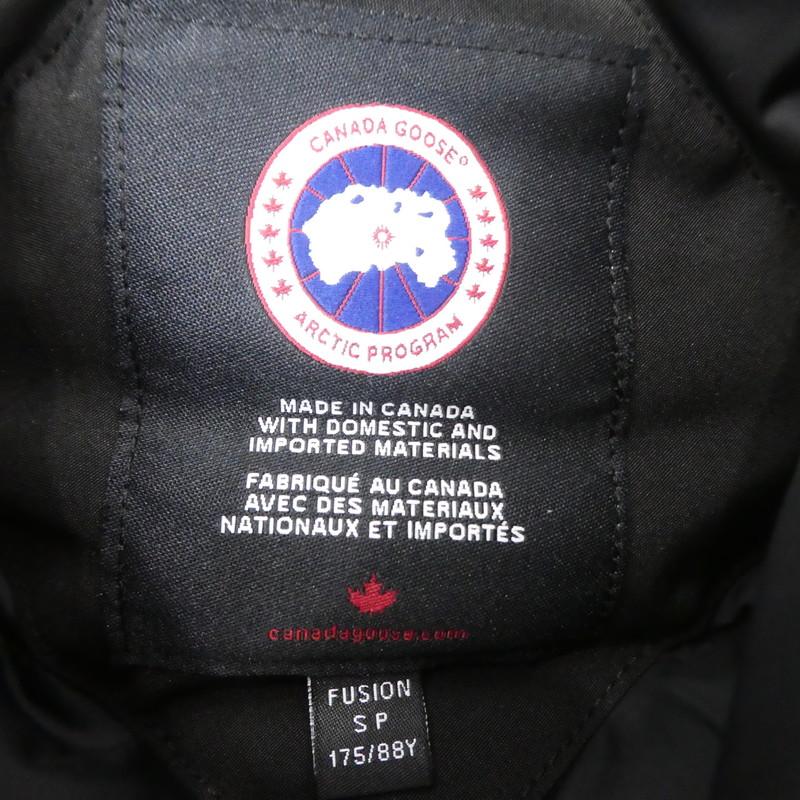 CANADA GOOSE®
ARCTIC PROGRAM
MADE IN CANADA
WITH DOMESTIC AND
IMPORTED MATERIALS
FABRIQUÉ AU CANADA
AVEC DES MATERIAUX
NATIONAUX ET IMPORTÉS
canadagoose.com
FUSION
S P
175/88Y